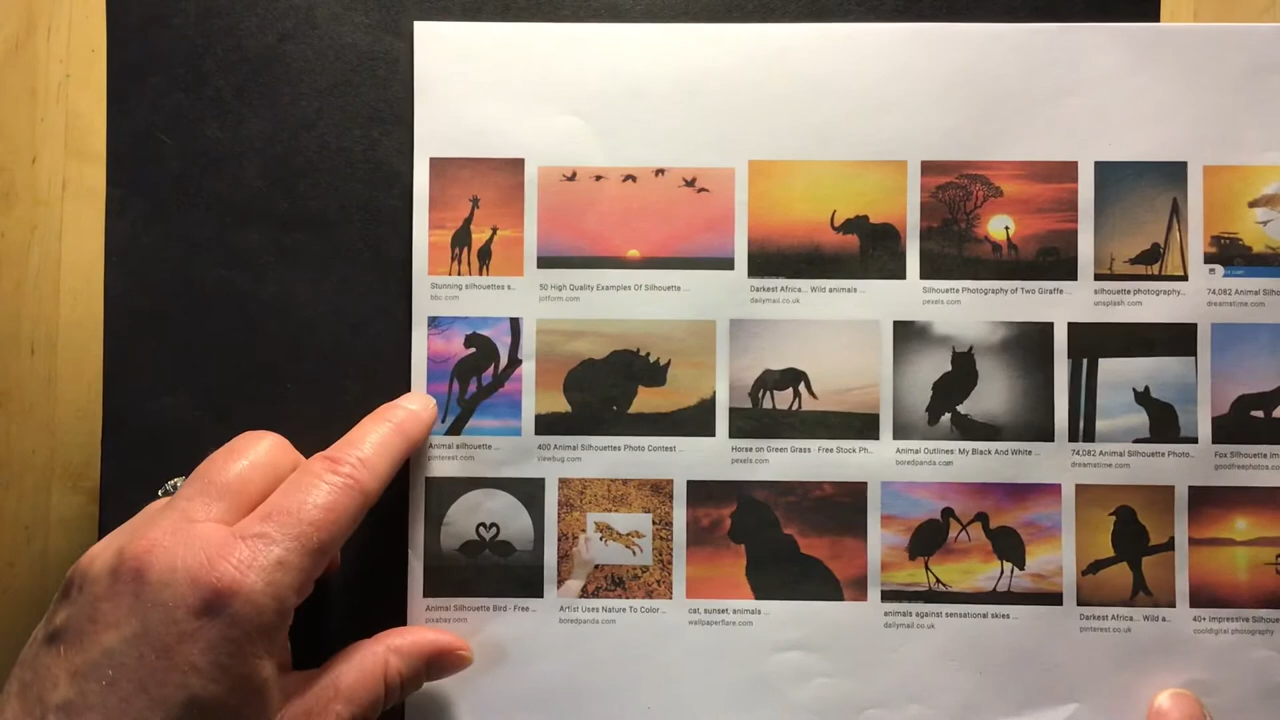 Stunning silhouettes s...
bbc.com
50 High Quality Examples Of Silhouette ...
jotform.com
Darkest Africa... Wild animals ...
dailymail.co.uk
Silhouette Photography of Two Giraffe ...
pexels.com
silhouette photography...
unsplash.com
74,082 Animal Silho
dreamstime.com
Animal silhouette ...
pinterest.com
400 Animal Silhouettes Photo Contest ...
viewbug.com
Horse on Green Grass · Free Stock Ph...
pexels.com
Animal Outlines: My Black And White ...
boredpanda.com
74,082 Animal Silhouette Photo...
dreamstime.com
Fox Silhouette Im
goodfreephotos.co
Animal Silhouette Bird - Free ...
pixabay.com
Artist Uses Nature To Color...
boredpanda.com
cat, sunset, animals ...
wallpaperflare.com
animals against sensational skies ...
dailymail.co.uk
Darkest Africa... Wild a...
pinterest.co.uk
40+ Impressive Silhoue
cooldigital photography